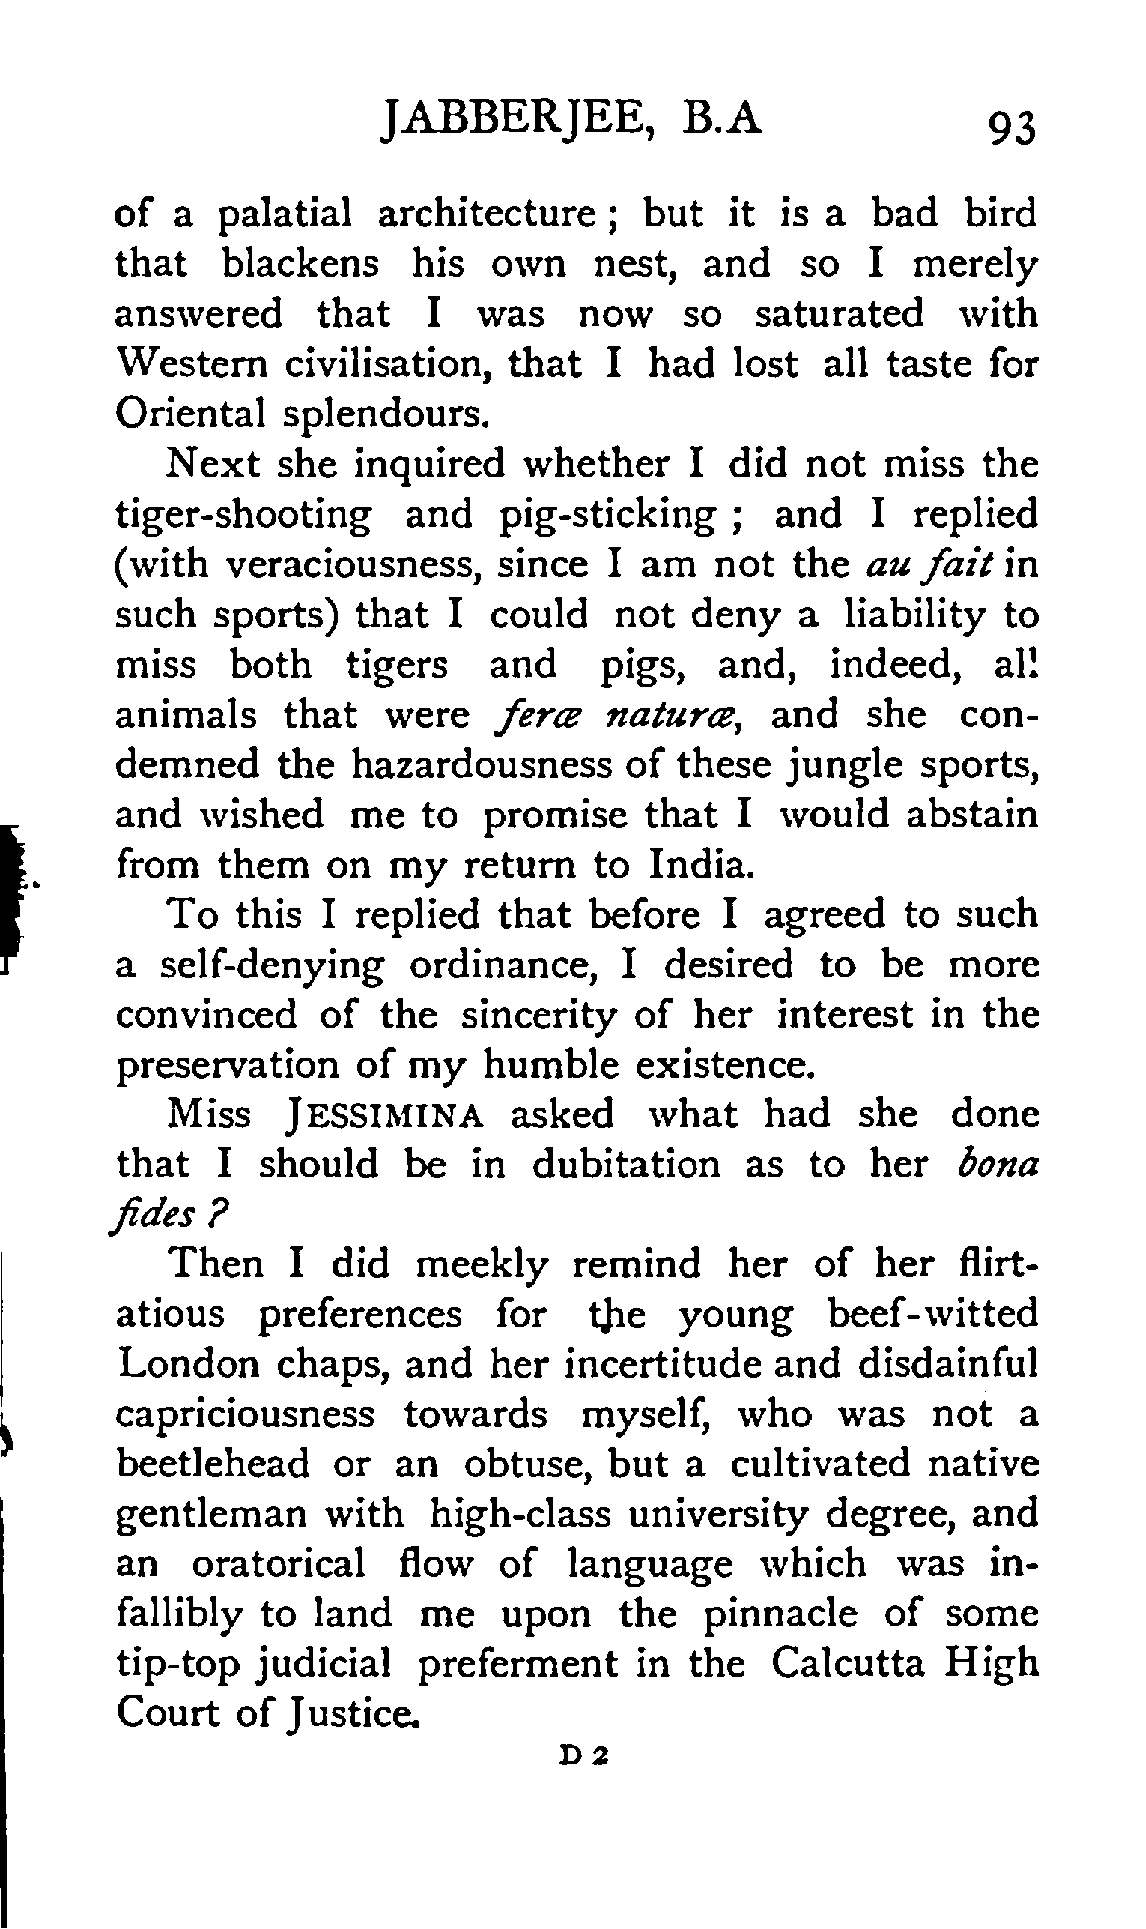 JABBERJEE, B.A 93
of a palatial architecture ; but it is a bad bird
that blackens his own nest, and so I merely
answered that I was now so saturated with
Western civilisation, that I had lost all taste for
Oriental splendours.
Next she inquired whether I did not miss the
tiger-shooting and pig-sticking ; and I replied
(with veraciousness, since I am not the au fait in
such sports) that I could not deny a liability to
miss both tigers and pigs, and, indeed, all
animals that were feræ naturæ, and she con-
demned the hazardousness of these jungle sports,
and wished me to promise that I would abstain
from them on my return to India.
To this I replied that before I agreed to such
a self-denying ordinance, I desired to be more
convinced of the sincerity of her interest in the
preservation of my humble existence.
Miss JESSIMINA asked what had she done
that I should be in dubitation as to her bona
fides ?
Then I did meekly remind her of her flirt-
atious preferences for the young beef-witted
London chaps, and her incertitude and disdainful
capriciousness towards myself, who was not a
beetlehead or an obtuse, but a cultivated native
gentleman with high-class university degree, and
an oratorical flow of language which was in-
fallibly to land me upon the pinnacle of some
tip-top judicial preferment in the Calcutta High
Court of Justice.
D 2